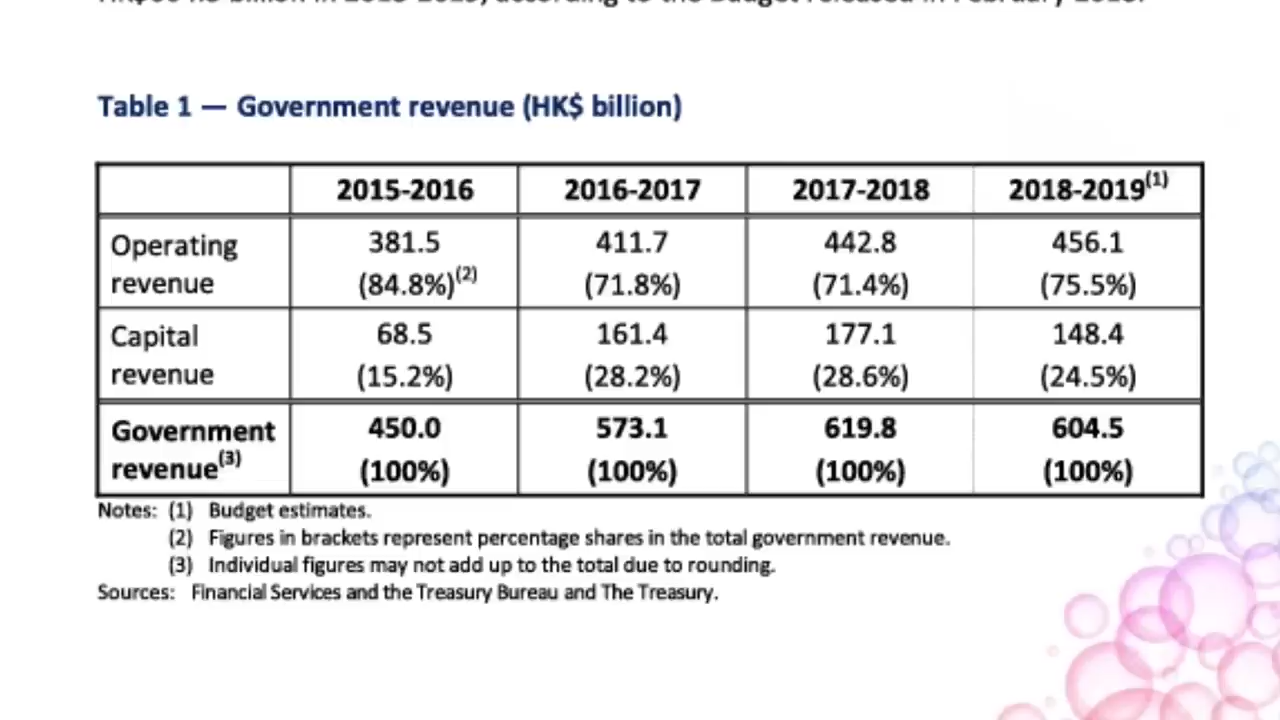 Table 1 — Government revenue (HK$ billion)
2015-2016 2016-2017 2017-2018 2018-2019(1)
Operating revenue 381.5 (84.8%)(2) 411.7 (71.8%) 442.8 (71.4%) 456.1 (75.5%)
Capital revenue 68.5 (15.2%) 161.4 (28.2%) 177.1 (28.6%) 148.4 (24.5%)
Government revenue(3) 450.0 (100%) 573.1 (100%) 619.8 (100%) 604.5 (100%)
Notes: (1) Budget estimates.
(2) Figures in brackets represent percentage shares in the total government revenue.
(3) Individual figures may not add up to the total due to rounding.
Sources: Financial Services and the Treasury Bureau and The Treasury.